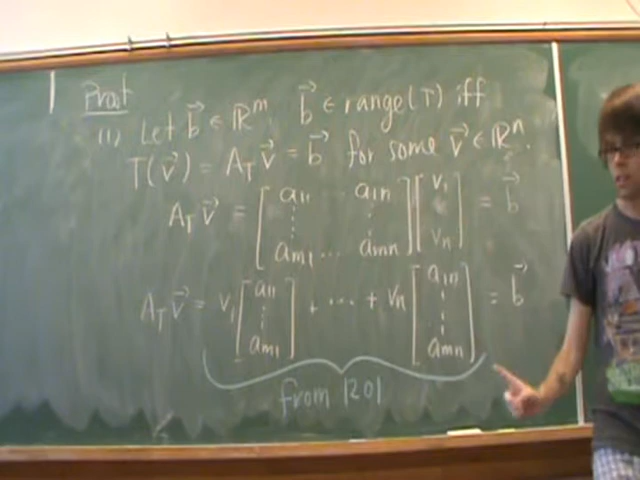 Proof
(1) Let b⃗ ∈ ℝᵐ b⃗ ∈ range(T) iff
T(v⃗) = A_T v⃗ = b⃗ for some v⃗ ∈ ℝⁿ.
A_T v⃗ = [a₁₁ ⋯ a₁ₙ ⋮ ⋮ aₘ₁ ⋯ aₘₙ] [v₁ ⋮ vₙ] = b⃗
A_T v⃗ = v₁ [a₁₁ ⋮ aₘ₁] + ⋯ + vₙ [a₁ₙ ⋮ aₘₙ] = b⃗
from 1201